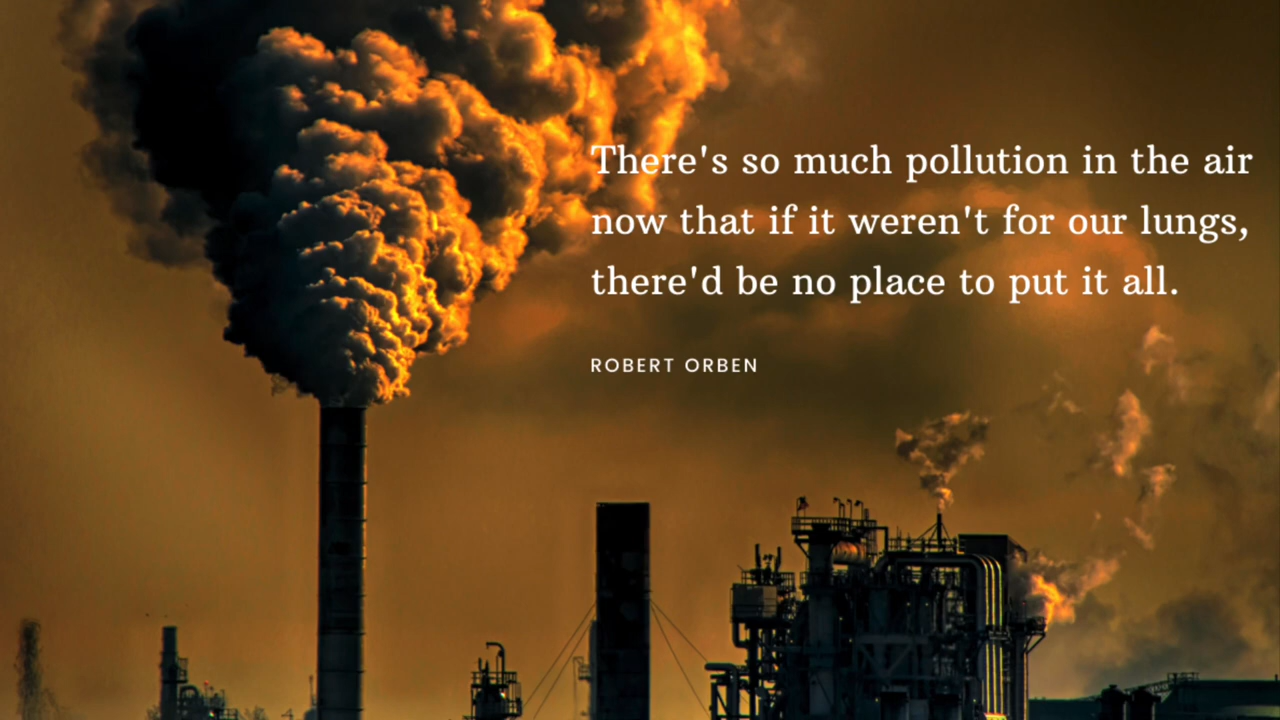 There's so much pollution in the air
now that if it weren't for our lungs,
there'd be no place to put it all.
ROBERT ORBEN